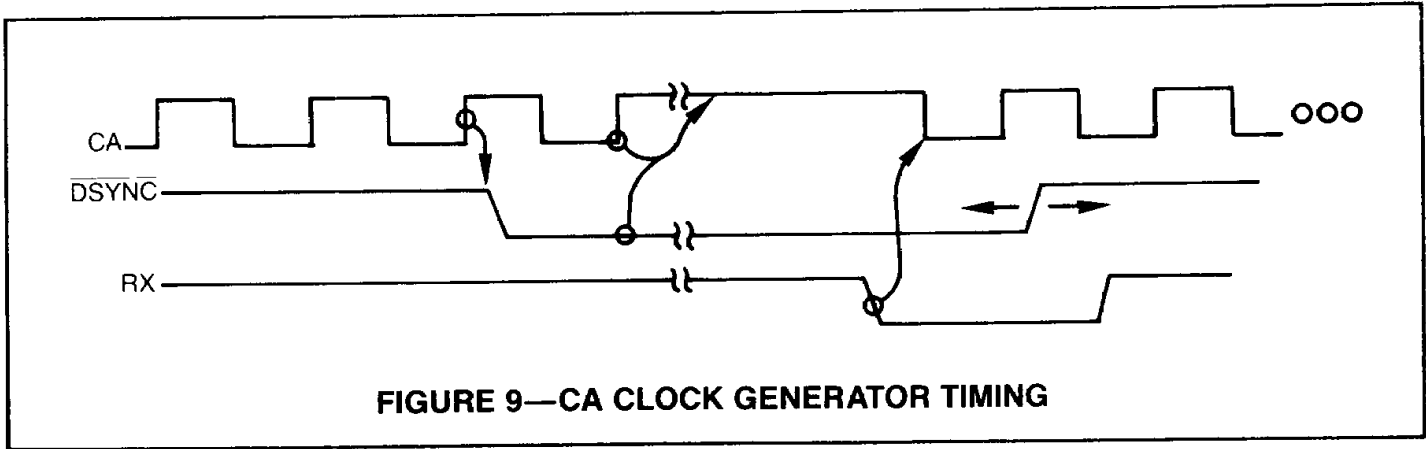 CA
DSYNC
RX
FIGURE 9—CA CLOCK GENERATOR TIMING